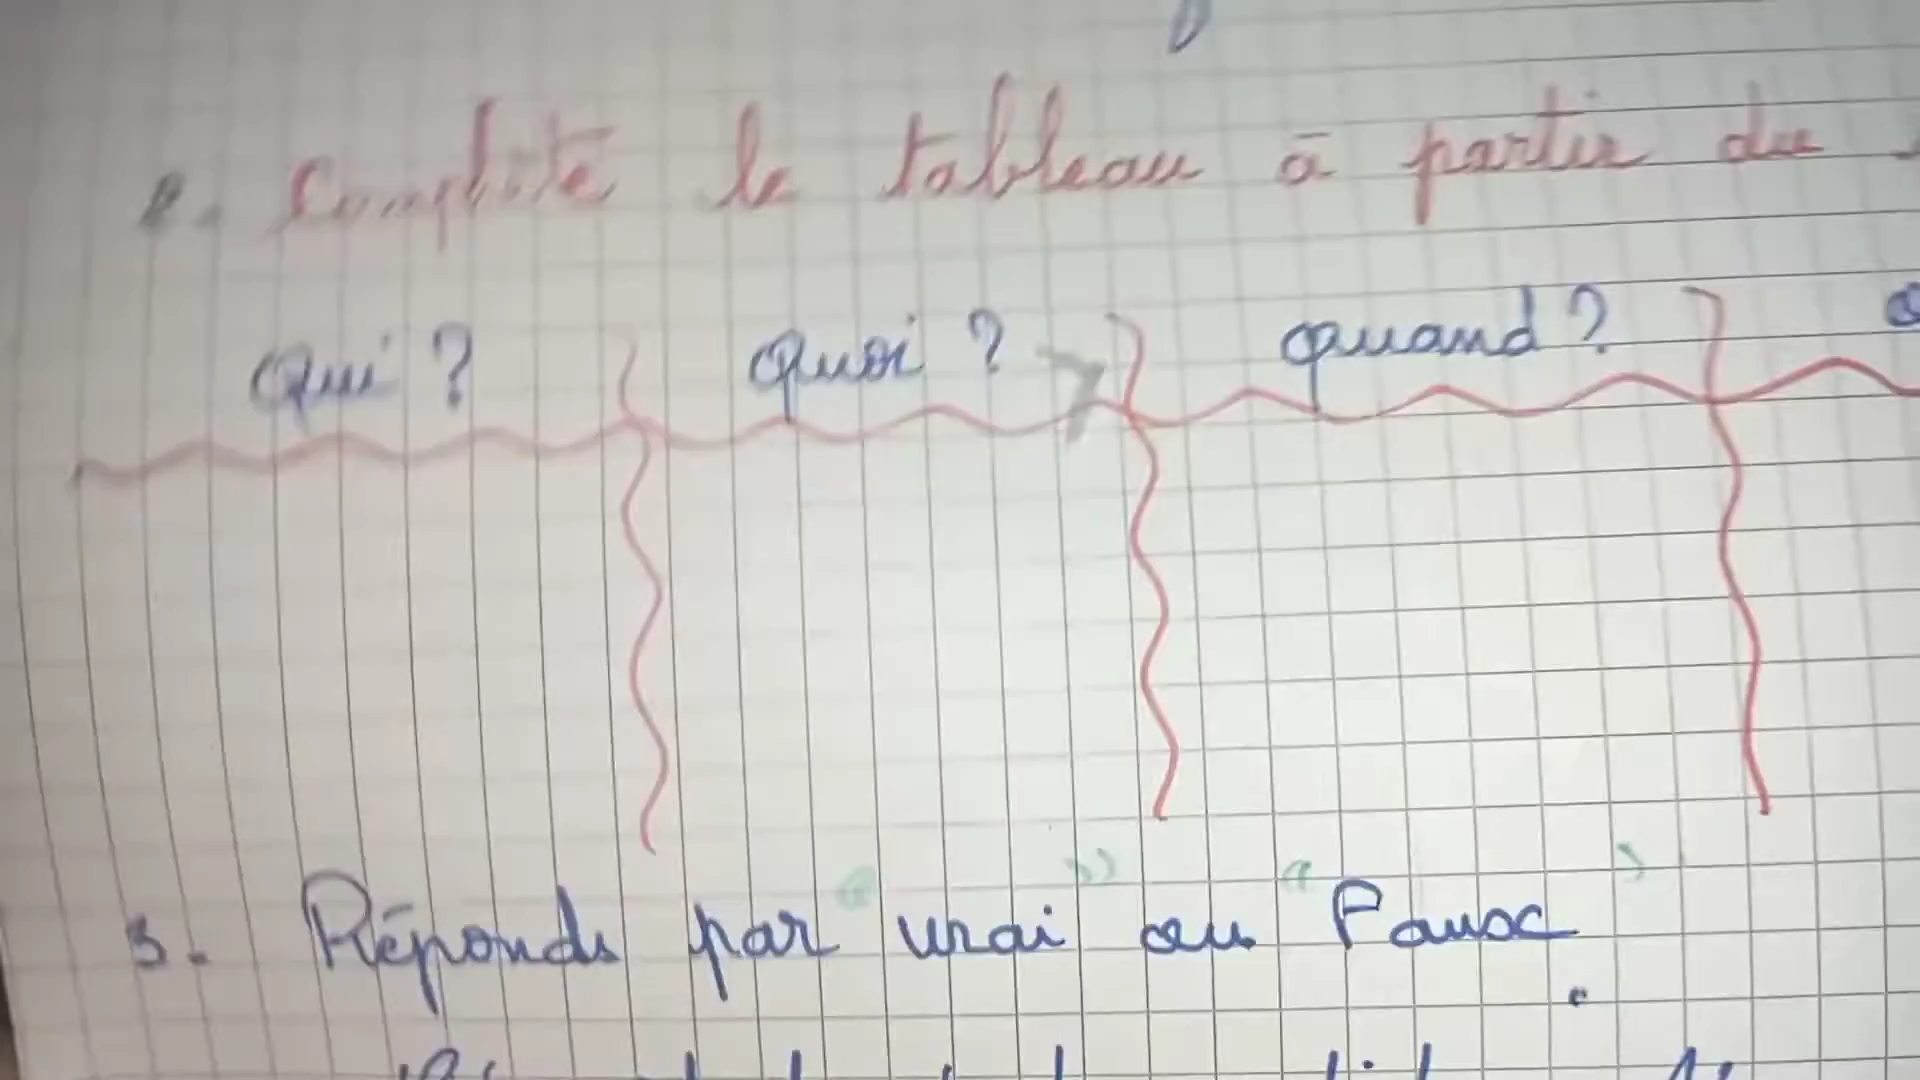 2. Complète le tableau à partir du
Qui ? Quoi ? quand ?
3. Réponds par "vrai" ou "Faux".